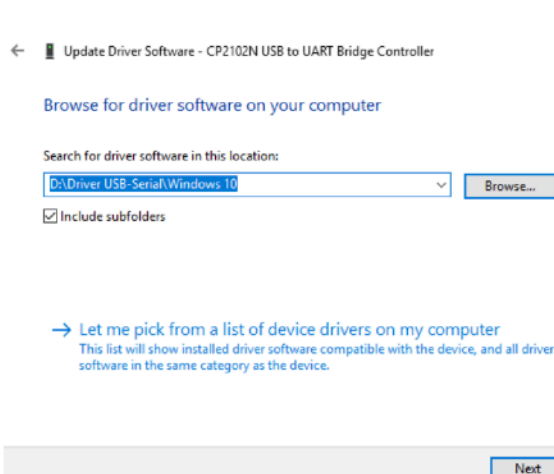 Update Driver Software - CP2102N USB to UART Bridge Controller
Browse for driver software on your computer
Search for driver software in this location:
D:\Driver USB-Serial\Windows 10
Browse...
Include subfolders
Let me pick from a list of device drivers on my computer
This list will show installed driver software compatible with the device, and all driver
software in the same category as the device.
Next